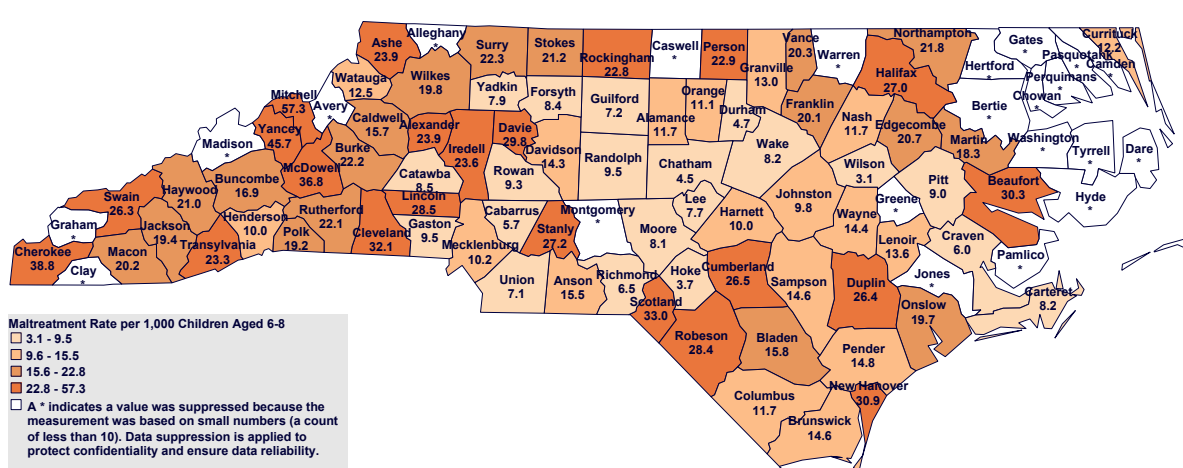 Alleghany
*
Ashe
23.9
Surry
22.3
Stokes
21.2
Rockingham
22.8
Caswell
*
Person
22.9
Granville
13.0
Vance
20.3
Warren
*
Northampton
21.8
Halifax
27.0
Gates
*
Hertford
*
Pasquotank
*
Currituck
12.2
Camden
*
Perquimans
*
Chowan
*
Bertie
*
Watauga
12.5
Wilkes
19.8
Yadkin
7.9
Forsyth
8.4
Guilford
7.2
Alamance
11.7
Orange
11.1
Durham
4.7
Franklin
20.1
Nash
11.7
Edgecombe
20.7
Martin
18.3
Washington
*
Tyrrell
*
Dare
*
Mitchell
57.3
Avery
*
Yancey
45.7
Madison
*
Caldwell
15.7
Alexander
23.9
Iredell
23.6
Davie
29.8
Davidson
14.3
Randolph
9.5
Chatham
4.5
Wake
8.2
Wilson
3.1
Pitt
9.0
Beaufort
30.3
Hyde
*
Burke
22.2
McDowell
36.8
Catawba
8.5
Rowan
9.3
Buncombe
16.9
Haywood
21.0
Swain
26.3
Graham
*
Jackson
19.4
Henderson
10.0
Rutherford
22.1
Polk
19.2
Cleveland
32.1
Lincoln
28.5
Gaston
9.5
Mecklenburg
10.2
Cabarrus
5.7
Stanly
27.2
Montgomery
*
Moore
8.1
Lee
7.7
Harnett
10.0
Johnston
9.8
Wayne
14.4
Greene
*
Lenoir
13.6
Craven
6.0
Pamlico
*
Cherokee
38.8
Clay
*
Macon
20.2
Transylvania
23.3
Union
7.1
Anson
15.5
Richmond
6.5
Hoke
3.7
Scotland
33.0
Cumberland
26.5
Sampson
14.6
Duplin
26.4
Jones
*
Onslow
19.7
Carteret
8.2
Robeson
28.4
Bladen
15.8
Pender
14.8
New Hanover
30.9
Columbus
11.7
Brunswick
14.6
Maltreatment Rate per 1,000 Children Aged 6-8
3.1 - 9.5
9.6 - 15.5
15.6 - 22.8
22.8 - 57.3
A * indicates a value was suppressed because the
measurement was based on small numbers (a count
of less than 10). Data suppression is applied to
protect confidentiality and ensure data reliability.